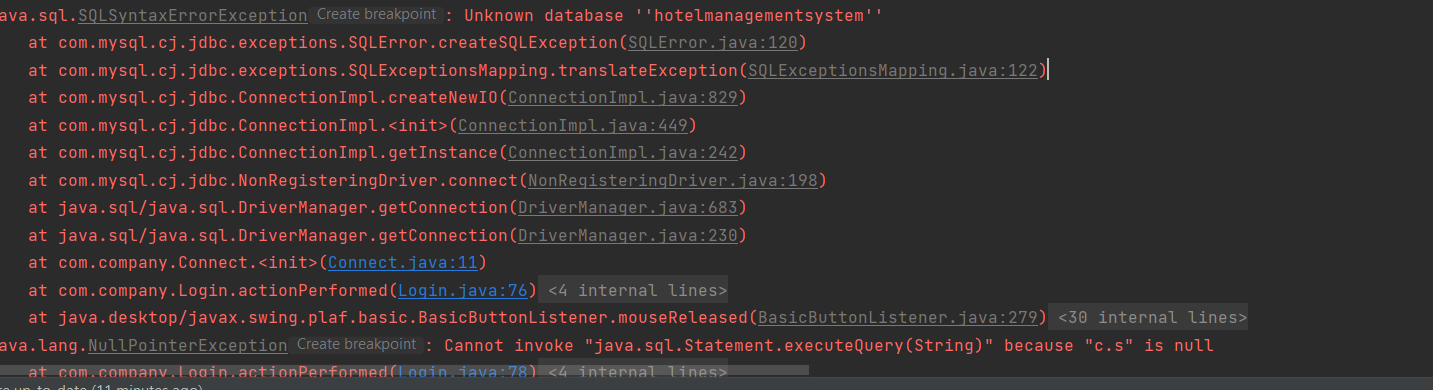 ava.sql.SQLSyntaxErrorException Create breakpoint : Unknown database ''hotelmanagementsystem''
at com.mysql.cj.jdbc.exceptions.SQLError.createSQLException(SQLError.java:120)
at com.mysql.cj.jdbc.exceptions.SQLExceptionsMapping.translateException(SQLExceptionsMapping.java:122)
at com.mysql.cj.jdbc.ConnectionImpl.createNewIO(ConnectionImpl.java:829)
at com.mysql.cj.jdbc.ConnectionImpl.<init>(ConnectionImpl.java:449)
at com.mysql.cj.jdbc.ConnectionImpl.getInstance(ConnectionImpl.java:242)
at com.mysql.cj.jdbc.NonRegisteringDriver.connect(NonRegisteringDriver.java:198)
at java.sql/java.sql.DriverManager.getConnection(DriverManager.java:683)
at java.sql/java.sql.DriverManager.getConnection(DriverManager.java:230)
at com.company.Connect.<init>(Connect.java:11)
at com.company.Login.actionPerformed(Login.java:76) <4 internal lines>
at java.desktop/javax.swing.plaf.basic.BasicButtonListener.mouseReleased(BasicButtonListener.java:279) <30 internal lines>
ava.lang.NullPointerException Create breakpoint : Cannot invoke "java.sql.Statement.executeQuery(String)" because "c.s" is null
at com.company.Login.actionPerformed(Login.java:78) <4 internal lines>
re up-to-date (11 minutes ago)